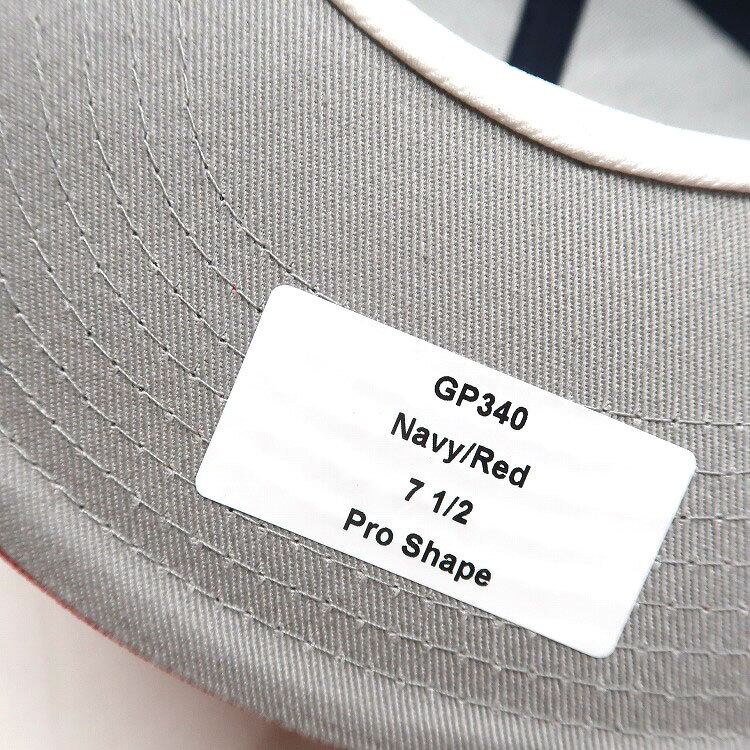 GP340
Navy/Red
7 1/2
Pro Shape